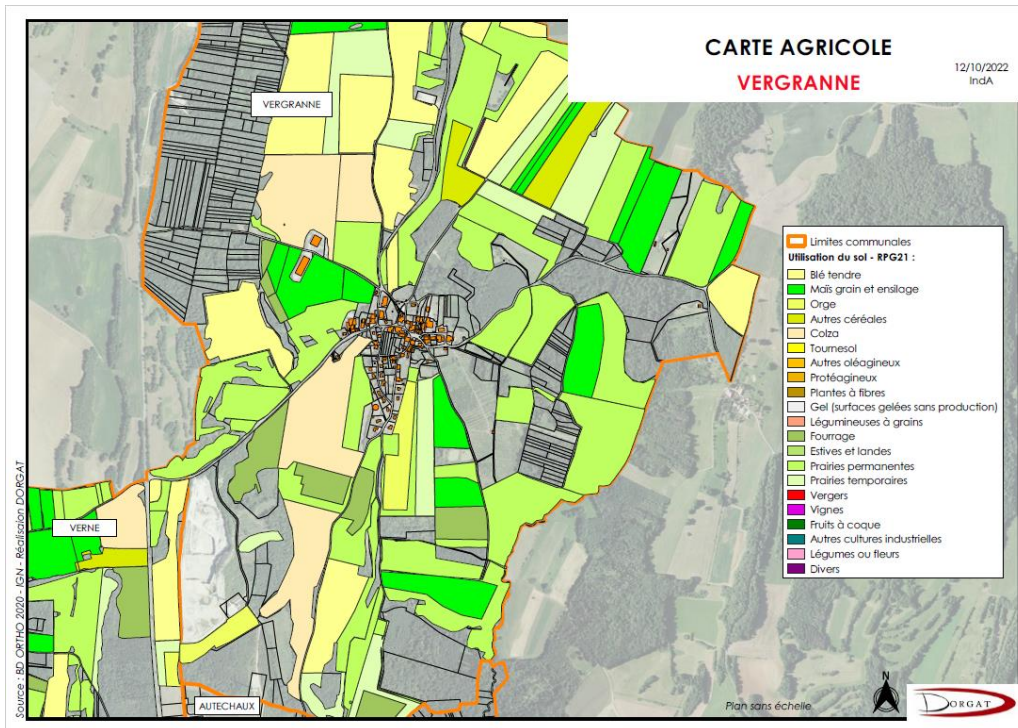 CARTE AGRICOLE
VERGRANNE
12/10/2022
IndA
VERGRANNE
Limites communales
Utilisation du sol - RPG21 :
Blé tendre
Maïs grain et ensilage
Orge
Autres céréales
Colza
Tournesol
Autres oléagineux
Protéagineux
Plantes à fibres
Gel (surfaces gelées sans production)
Légumineuses à grains
Fourrage
Estives et landes
Prairies permanentes
Prairies temporaires
Vergers
Vignes
Fruits à coque
Autres cultures industrielles
Légumes ou fleurs
Divers
VERNE
AUTECHAUX
Source : BD ORTHO 2020 - IGN - Réalisaion DORGAT
Plan sans échelle
N
DORGAT